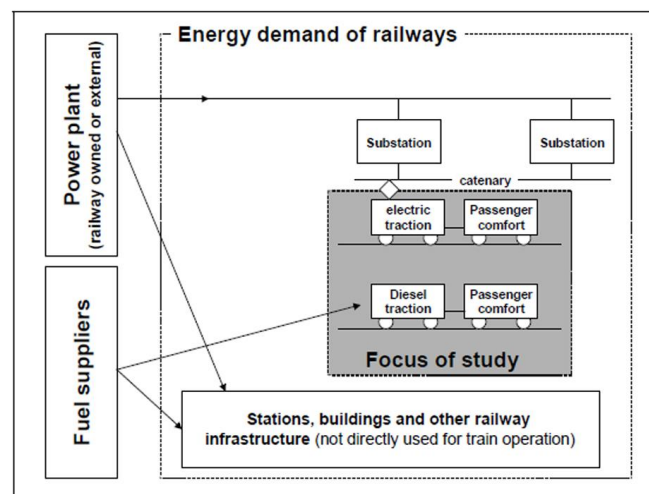 Energy demand of railways
Power plant
(railway owned or external)
Substation
Substation
catenary
electric
traction
Passenger
comfort
Diesel
traction
Passenger
comfort
Focus of study
Fuel suppliers
Stations, buildings and other railway
infrastructure (not directly used for train operation)